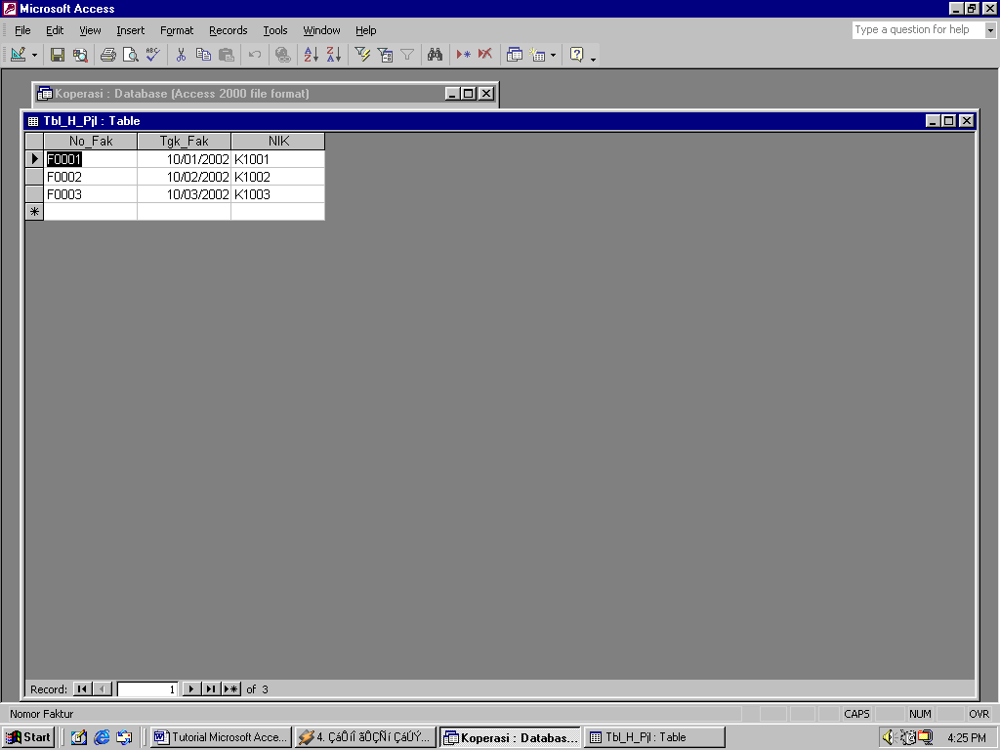 Microsoft Access
File Edit View Insert Format Records Tools Window Help
Type a question for help
Koperasi : Database (Access 2000 file format)
Tbl_H_Pjl : Table
No_Fak Tgk_Fak NIK
F0001 10/01/2002 K1001
F0002 10/02/2002 K1002
F0003 10/03/2002 K1003
Record: 1 of 3
Nomor Faktur CAPS NUM OVR
Start Tutorial Microsoft Acce... 4. ÇáÛíÏ ãÛÇÑí ÇáÚÝ... Koperasi : Databas... Tbl_H_Pjl : Table 4:25 PM